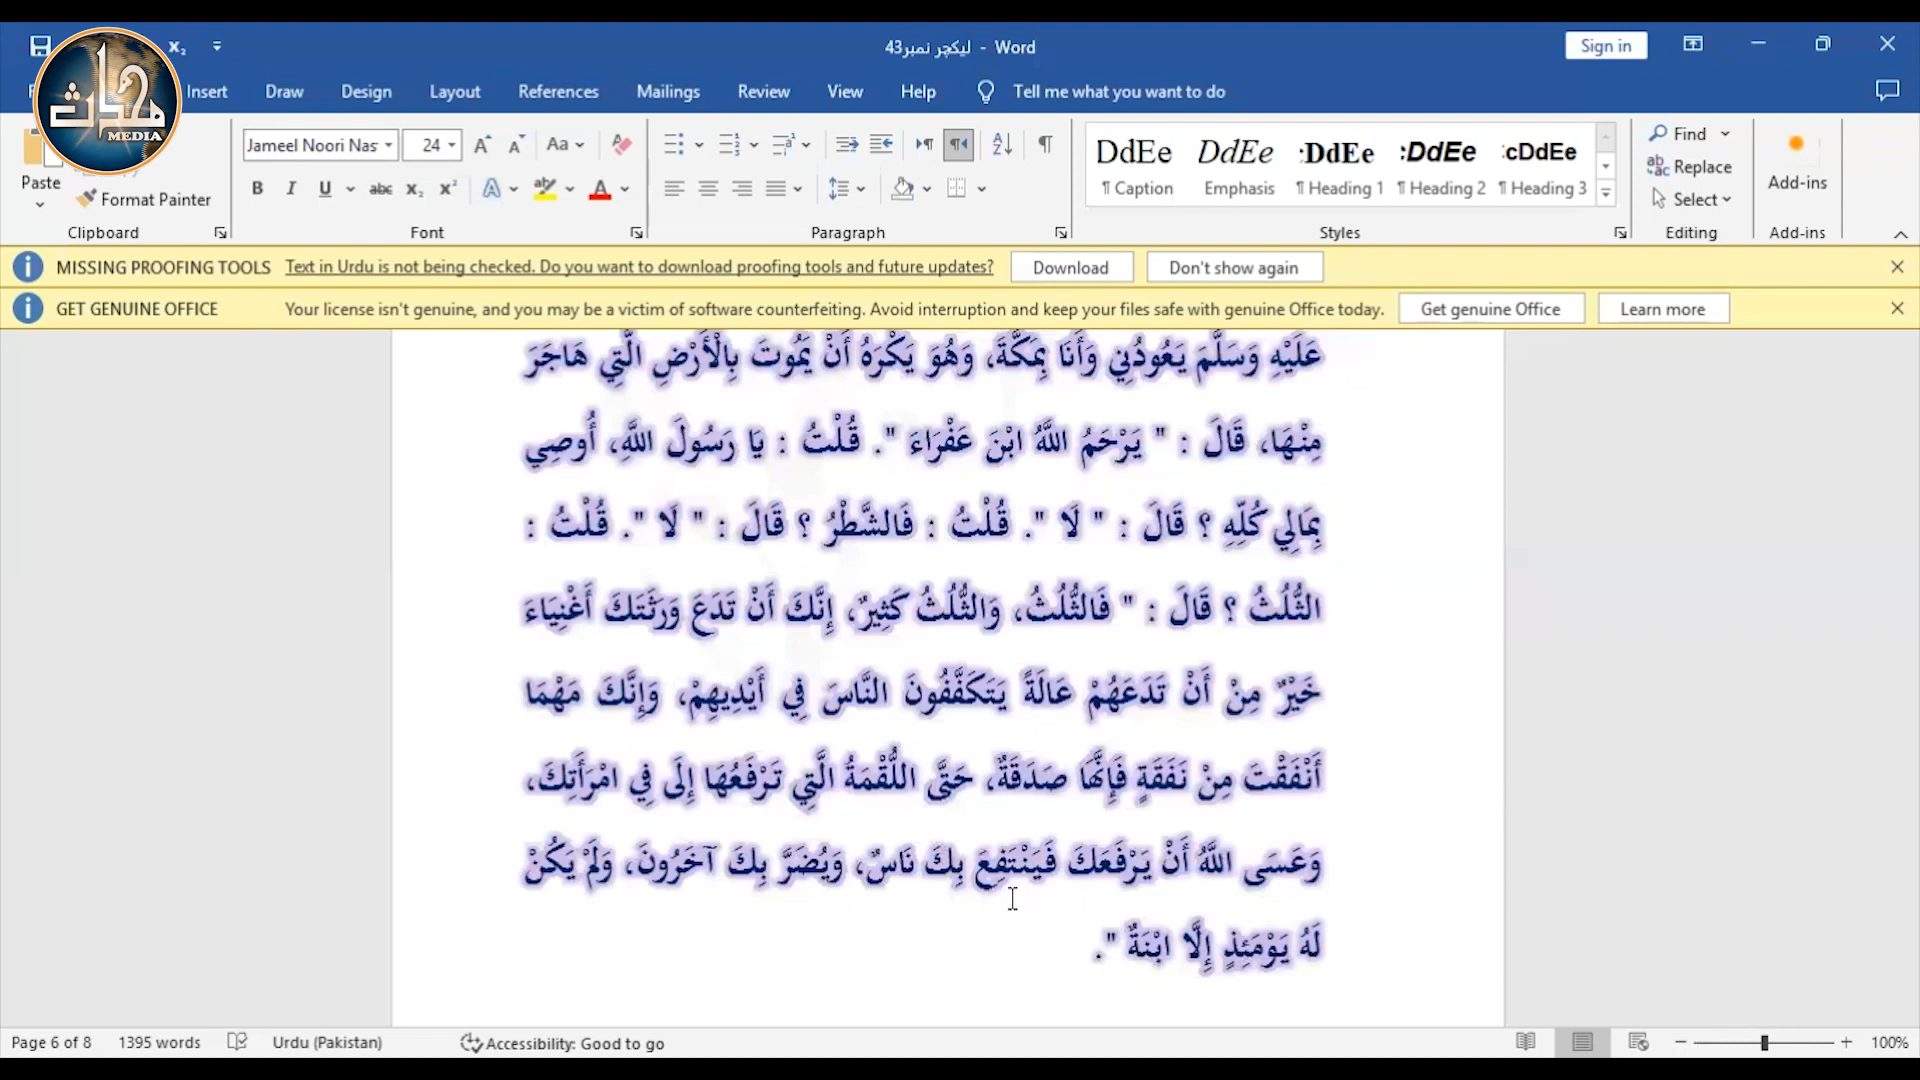 لیکچر نمبر43 - Word
Sign in
Insert Draw Design Layout References Mailings Review View Help Tell me what you want to do
ھدھد
MEDIA
Paste
Format Painter
Clipboard
Jameel Noori Nas 24
Font
Paragraph
DdEe DdEe :DdEe :DdEe :cDdEe
¶ Caption Emphasis ¶ Heading 1 ¶ Heading 2 ¶ Heading 3
Styles
Find
Replace
Select
Editing
Add-ins
Add-ins
MISSING PROOFING TOOLS Text in Urdu is not being checked. Do you want to download proofing tools and future updates? Download Don't show again
GET GENUINE OFFICE Your license isn't genuine, and you may be a victim of software counterfeiting. Avoid interruption and keep your files safe with genuine Office today. Get genuine Office Learn more
عَلَيْهِ وَسَلَّمَ يَعُودُنِي وَأَنَا بِمَكَّةَ، وَهُوَ يَكْرَهُ أَنْ يَمُوتَ بِالْأَرْضِ الَّتِي هَاجَرَ
مِنْهَا، قَالَ : " يَرْحَمُ اللَّهُ ابْنَ عَفْرَاءَ ". قُلْتُ : يَا رَسُولَ اللَّهِ، أُوصِي
بِمَالِي كُلِّهِ ؟ قَالَ : " لَا ". قُلْتُ : فَالشَّطْرُ ؟ قَالَ : " لَا ". قُلْتُ :
الثُّلُثُ ؟ قَالَ : " فَالثُّلُثُ، وَالثُّلُثُ كَثِيرٌ، إِنَّكَ أَنْ تَدَعَ وَرَثَتَكَ أَغْنِيَاءَ
خَيْرٌ مِنْ أَنْ تَدَعَهُمْ عَالَةً يَتَكَفَّفُونَ النَّاسَ فِي أَيْدِيهِمْ، وَإِنَّكَ مَهْمَا
أَنْفَقْتَ مِنْ نَفَقَةٍ فَإِنَّهَا صَدَقَةٌ، حَتَّى اللُّقْمَةُ الَّتِي تَرْفَعُهَا إِلَى فِي امْرَأَتِكَ،
وَعَسَى اللَّهُ أَنْ يَرْفَعَكَ فَيَنْتَفِعَ بِكَ نَاسٌ، وَيُضَرَّ بِكَ آخَرُونَ، وَلَمْ يَكُنْ
لَهُ يَوْمَئِذٍ إِلَّا ابْنَةٌ ".
Page 6 of 8 1395 words Urdu (Pakistan) Accessibility: Good to go 100%